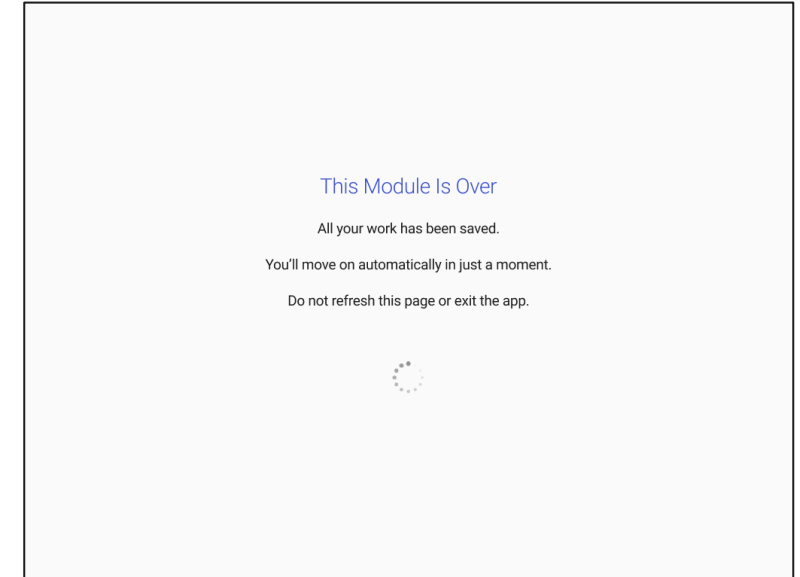 This Module Is Over
All your work has been saved.
You’ll move on automatically in just a moment.
Do not refresh this page or exit the app.